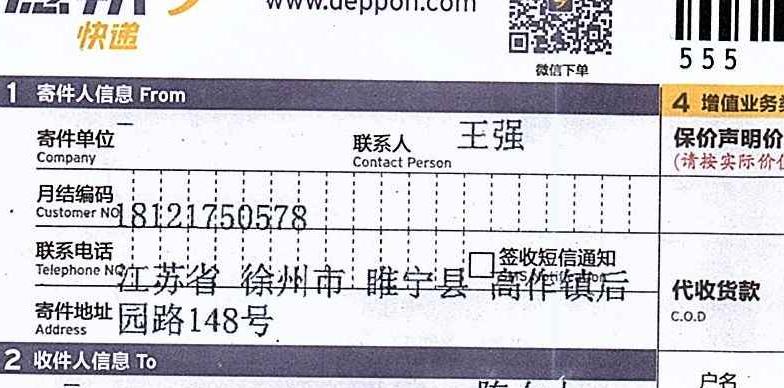 快递
www.deppon.com
微信下单
555
1 寄件人信息 From
4 增值业务
寄件单位
Company
联系人
Contact Person
王强
保价声明价
(请按实际价
月结编码
Customer NO
18121750578
联系电话
Telephone NO
签收短信通知
SMS Notification
江苏省 徐州市 睢宁县 高作镇后
园路148号
寄件地址
Address
代收货款
C.O.D
2 收件人信息 To
户名